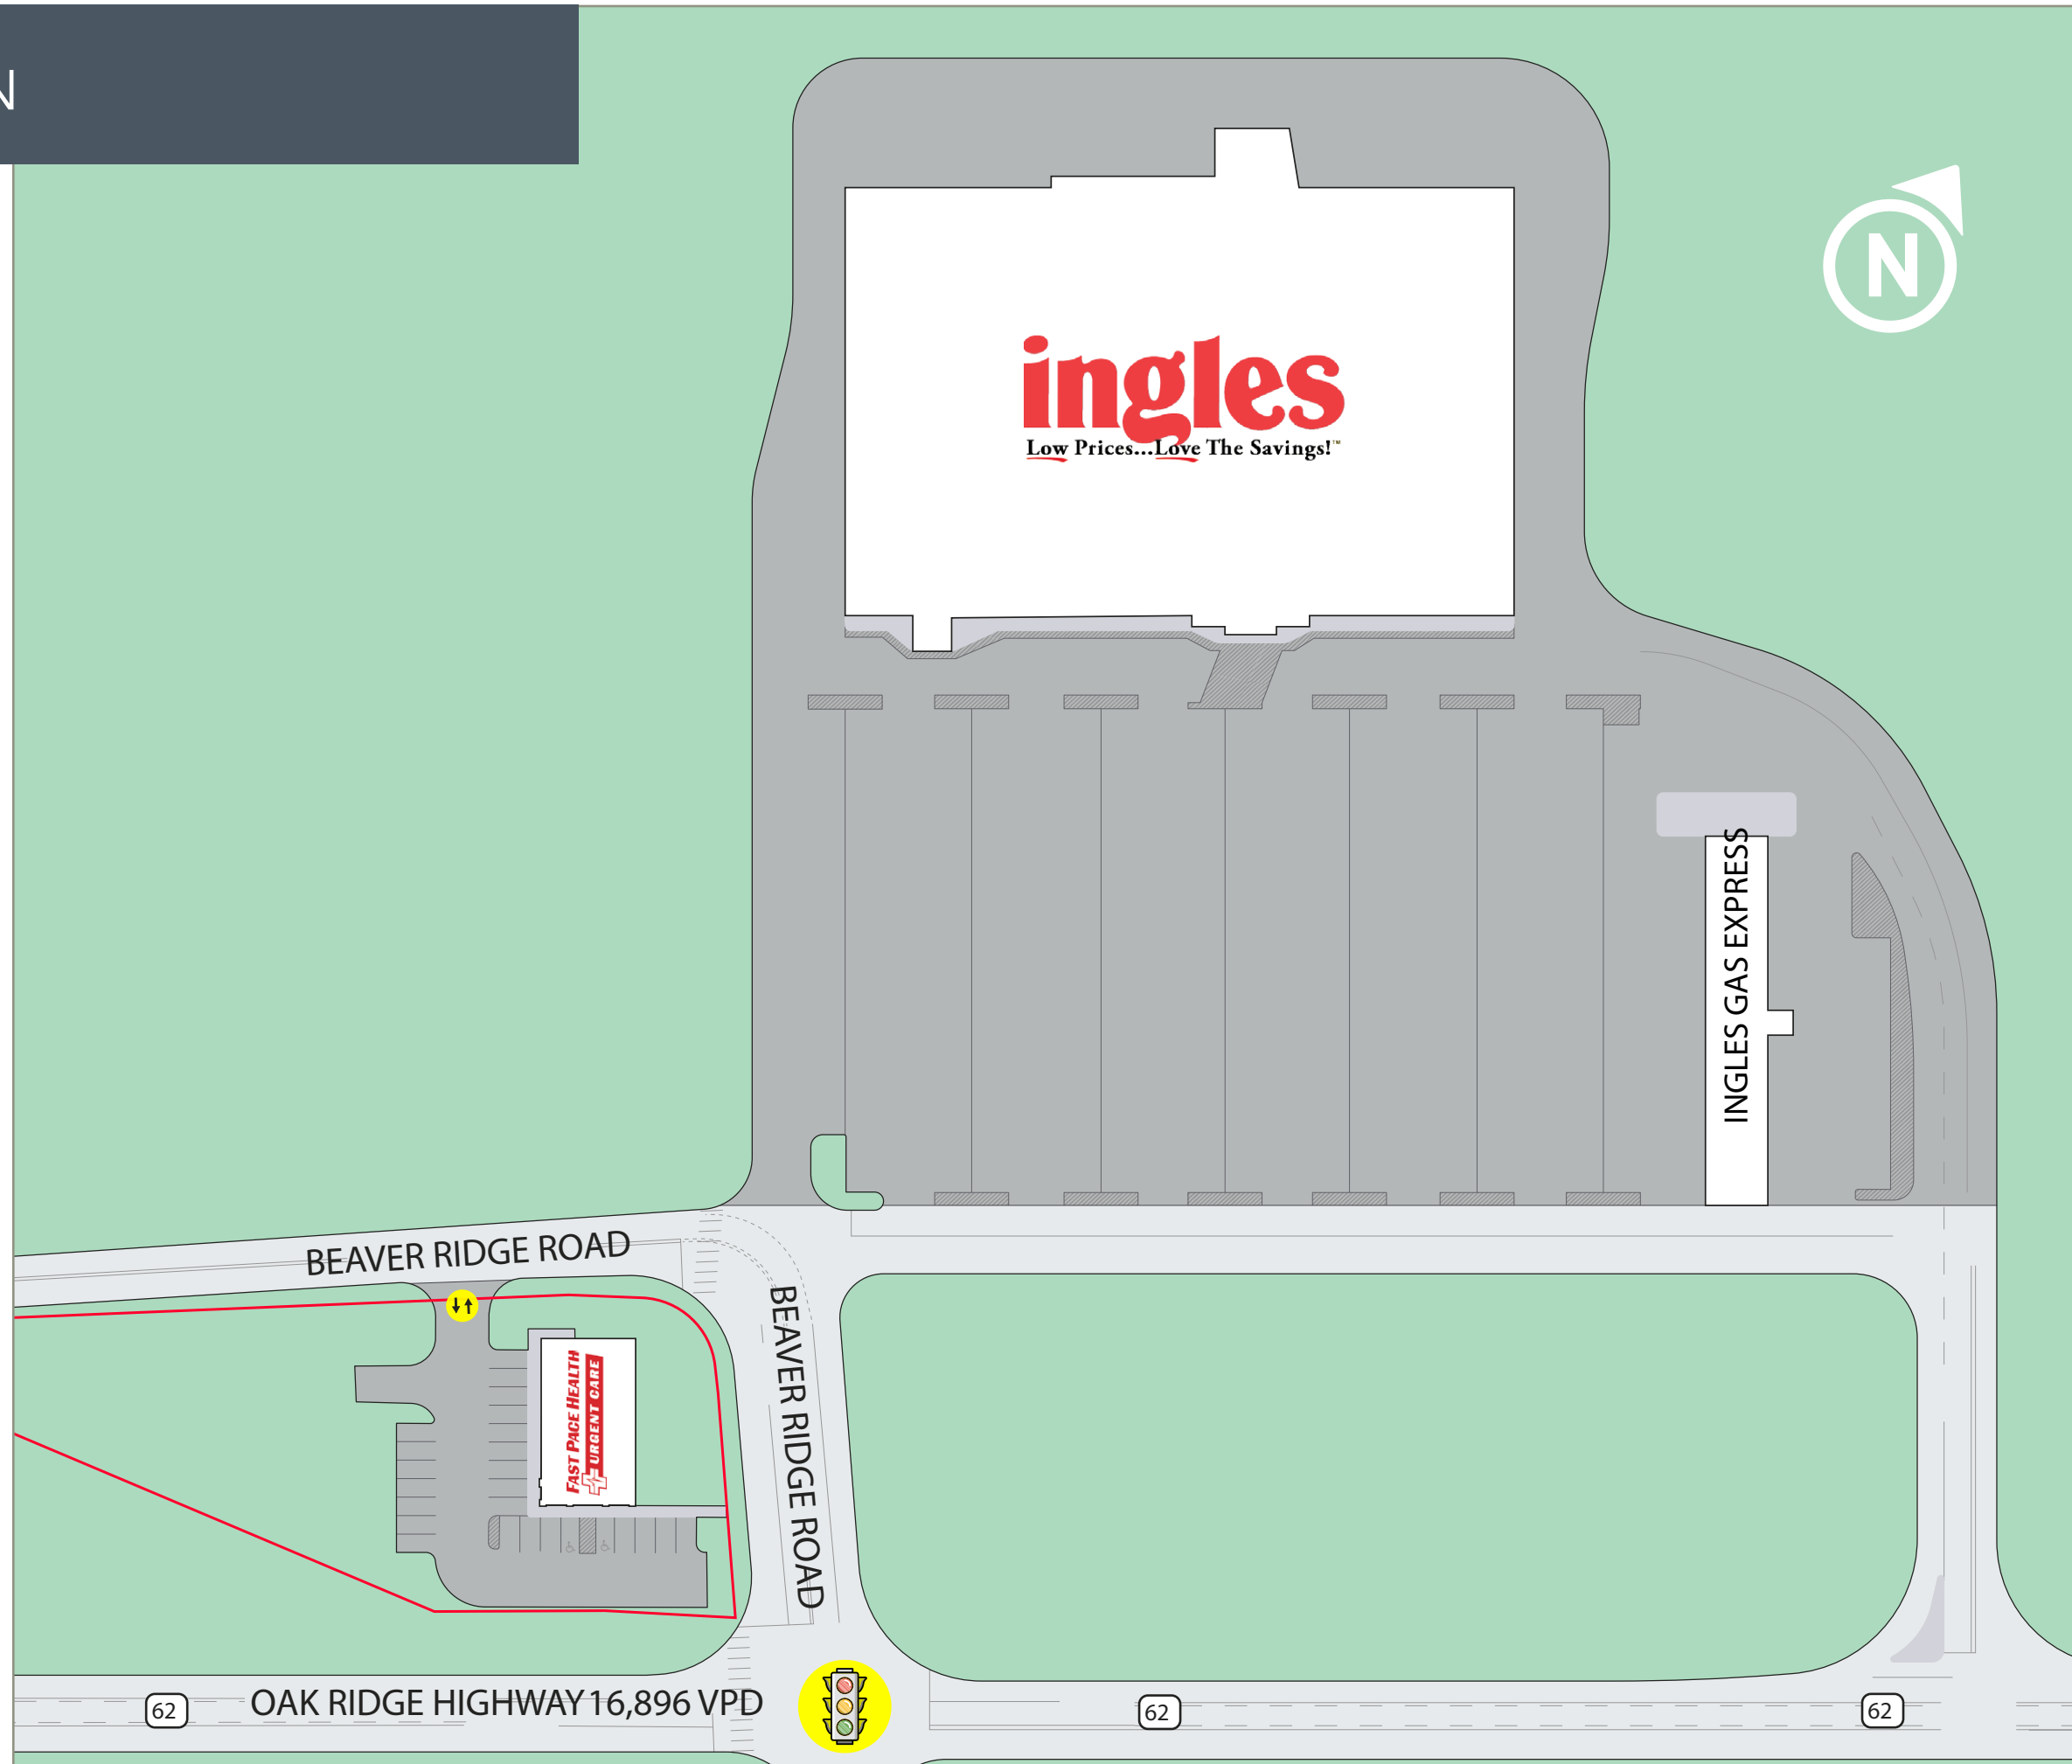 N
N
ingles
Low Prices...Love The Savings!™
INGLES GAS EXPRESS
BEAVER RIDGE ROAD
BEAVER RIDGE ROAD
FAST PACE HEALTH
URGENT CARE
62
OAK RIDGE HIGHWAY 16,896 VPD
62
62